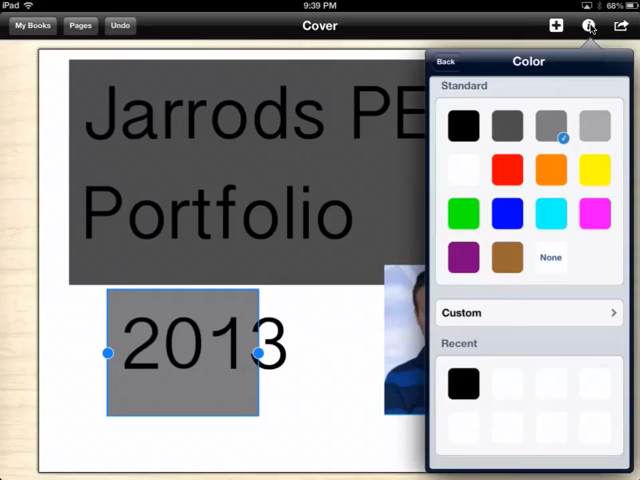 iPad 9:39 PM 68%
My Books Pages Undo Cover
Back Color
Standard
Jarrods PE
Portfolio
None
2013
Custom
Recent